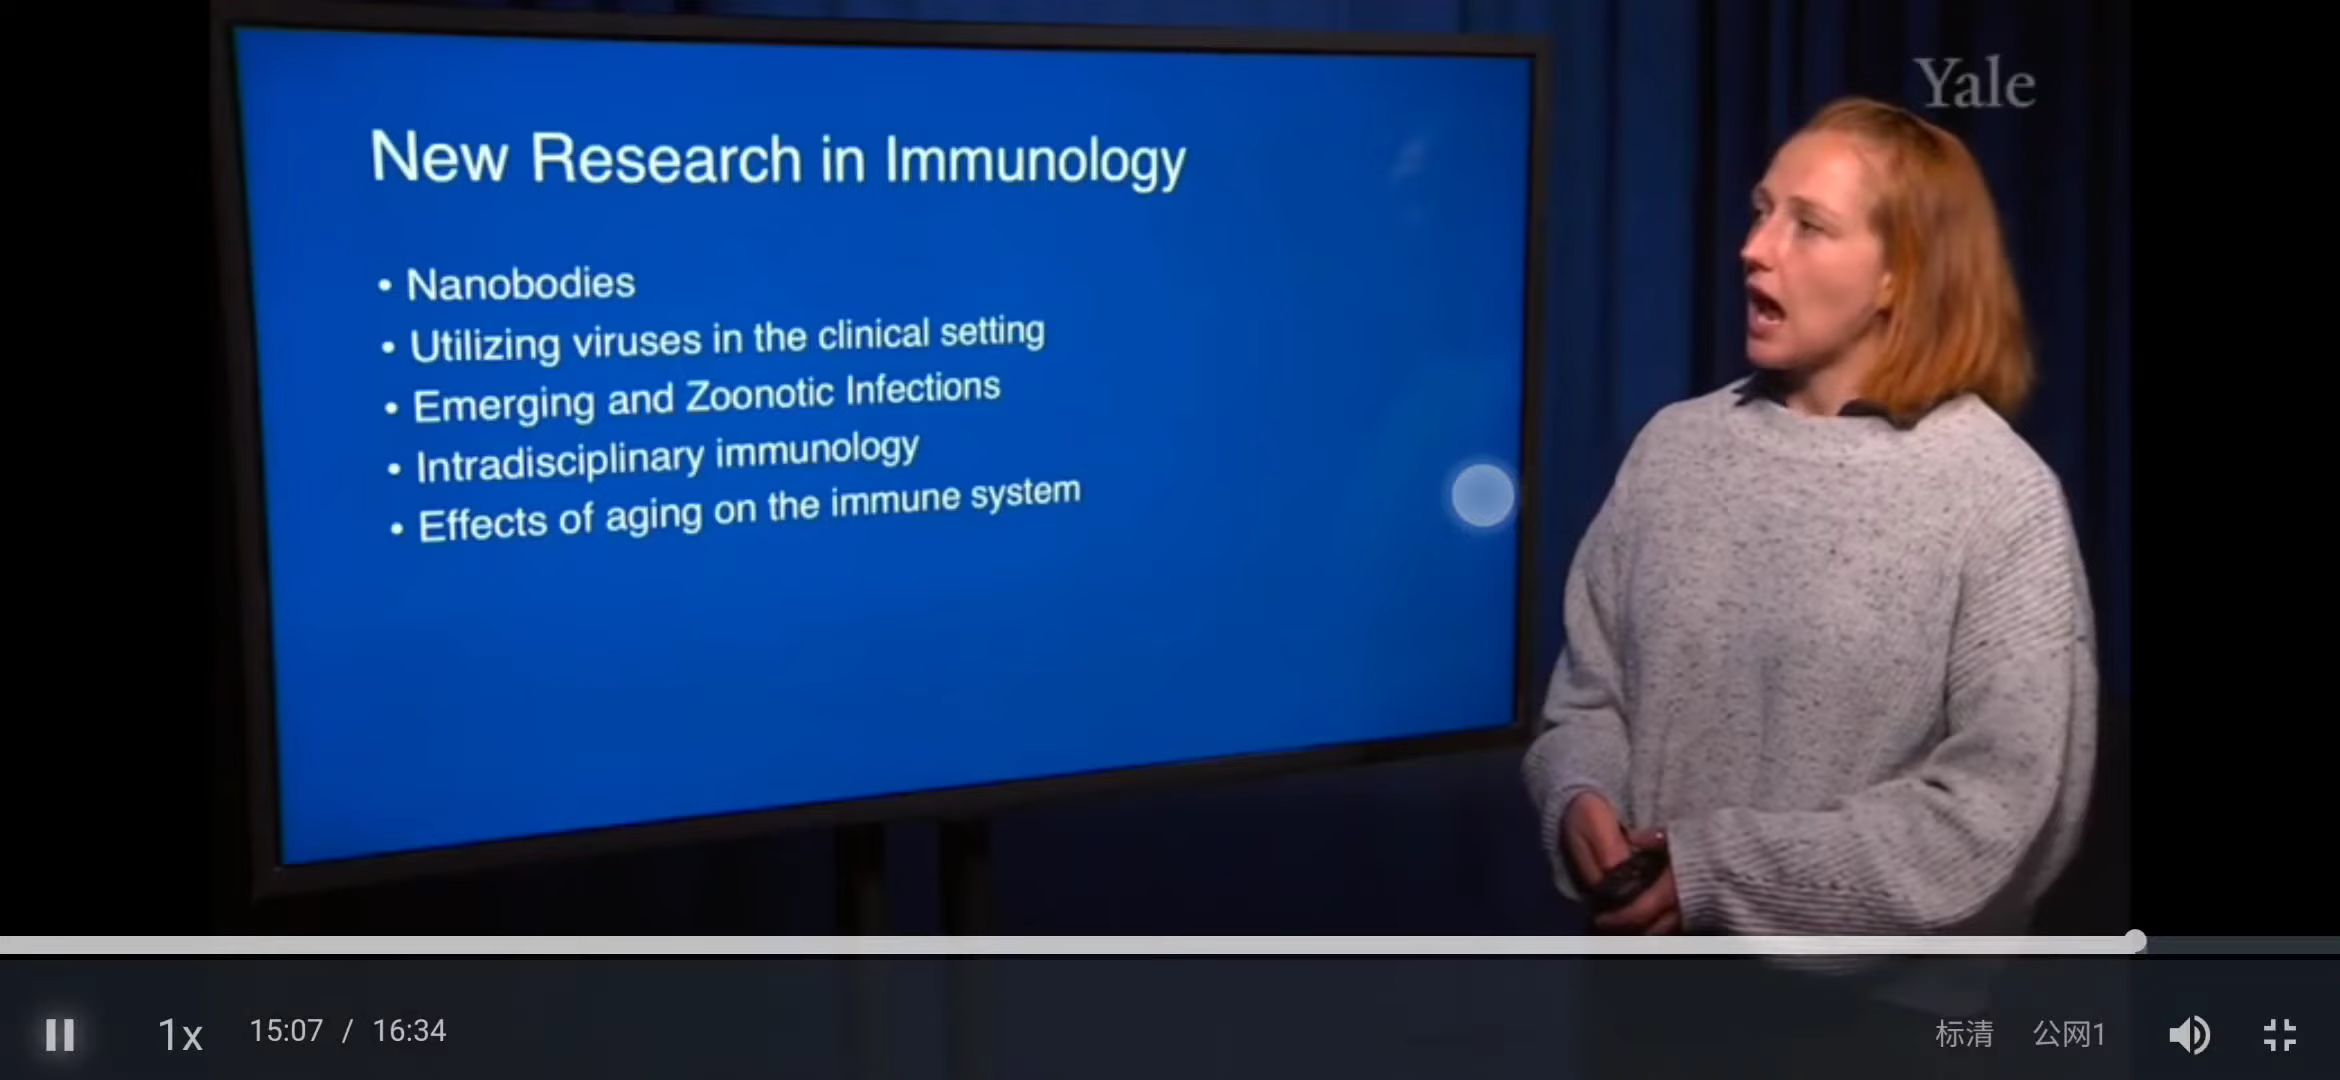 Yale
New Research in Immunology
• Nanobodies
• Utilizing viruses in the clinical setting
• Emerging and Zoonotic Infections
• Intradisciplinary immunology
• Effects of aging on the immune system
1x 15:07 / 16:34 标清 公网1